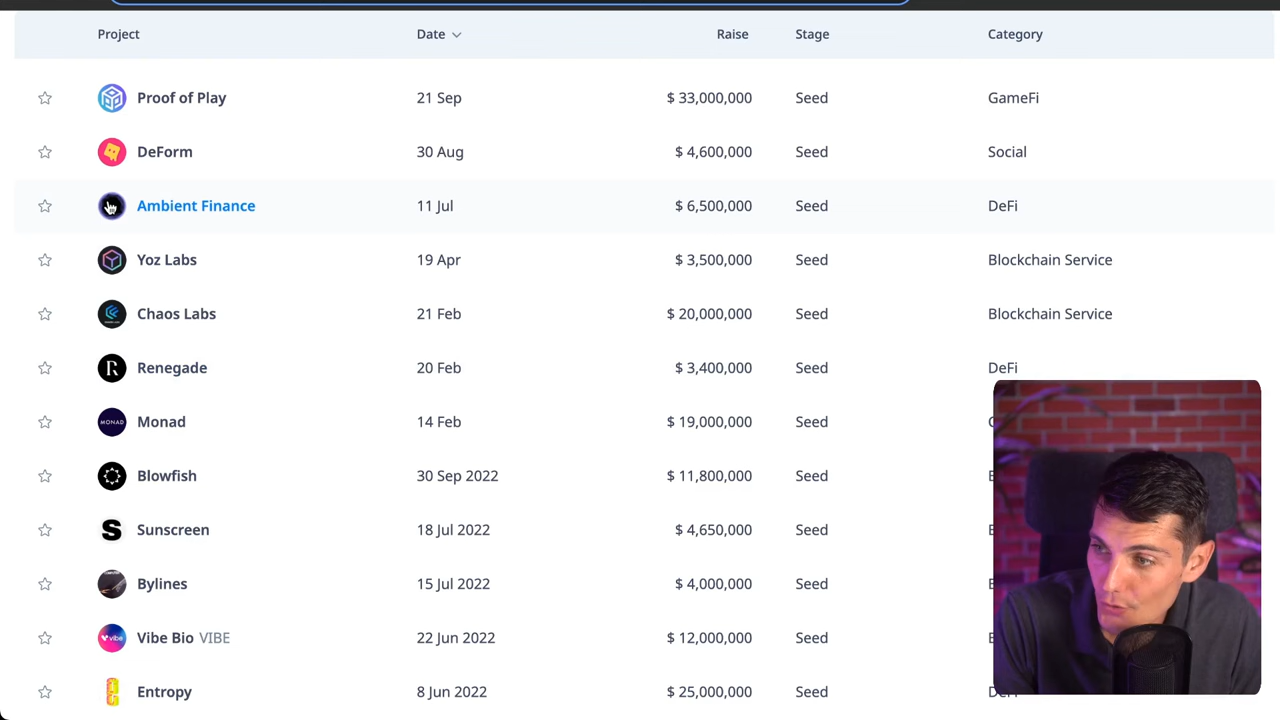 Project Date Raise Stage Category
Proof of Play 21 Sep $ 33,000,000 Seed GameFi
DeForm 30 Aug $ 4,600,000 Seed Social
Ambient Finance 11 Jul $ 6,500,000 Seed DeFi
Yoz Labs 19 Apr $ 3,500,000 Seed Blockchain Service
Chaos Labs 21 Feb $ 20,000,000 Seed Blockchain Service
R Renegade 20 Feb $ 3,400,000 Seed DeFi
MONAD Monad 14 Feb $ 19,000,000 Seed
Blowfish 30 Sep 2022 $ 11,800,000 Seed
S Sunscreen 18 Jul 2022 $ 4,650,000 Seed
Bylines 15 Jul 2022 $ 4,000,000 Seed
vibe Vibe Bio VIBE 22 Jun 2022 $ 12,000,000 Seed
Entropy 8 Jun 2022 $ 25,000,000 Seed DeFi